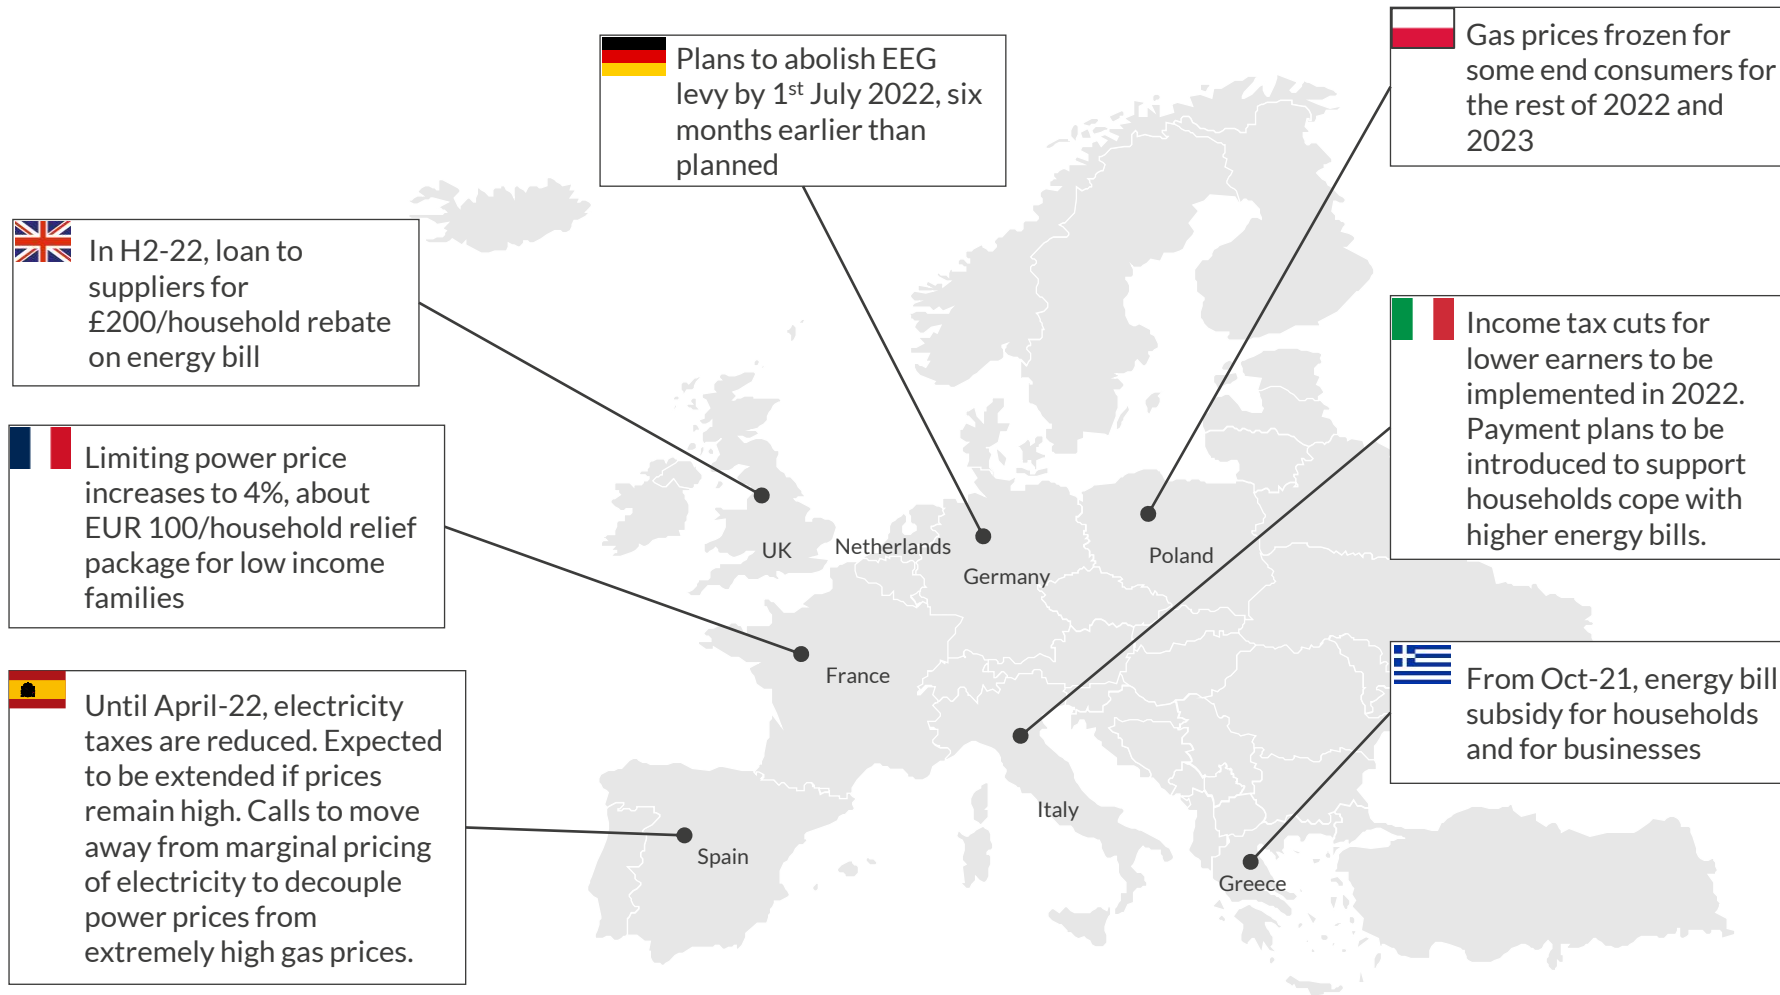 Plans to abolish EEG
levy by 1st July 2022, six
months earlier than
planned
Gas prices frozen for
some end consumers for
the rest of 2022 and
2023
In H2-22, loan to
suppliers for
£200/household rebate
on energy bill
Income tax cuts for
lower earners to be
implemented in 2022.
Payment plans to be
introduced to support
households cope with
higher energy bills.
Limiting power price
increases to 4%, about
EUR 100/household relief
package for low income
families
From Oct-21, energy bill
subsidy for households
and for businesses
Until April-22, electricity
taxes are reduced. Expected
to be extended if prices
remain high. Calls to move
away from marginal pricing
of electricity to decouple
power prices from
extremely high gas prices.
UK
Netherlands
Germany
Poland
France
Italy
Spain
Greece